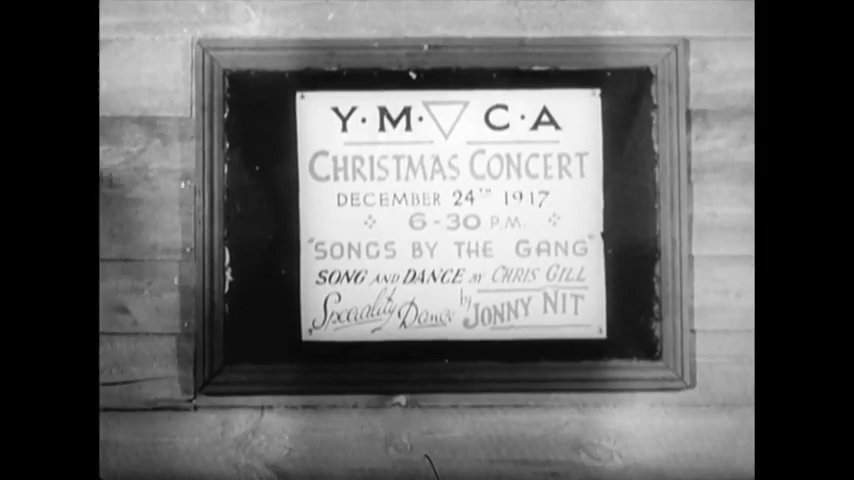 Y·M·C·A
CHRISTMAS CONCERT
DECEMBER 24TH 1917
6-30 P.M.
"SONGS BY THE GANG"
SONG AND DANCE BY CHRIS GILL
Speciality Dance by JONNY NIT